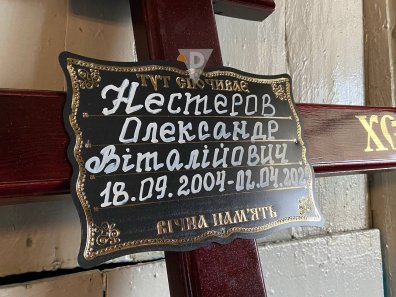 ТУТ СПОЧИВАЄ
Нестеров
Олександр
Віталійович
18.09.2004-02.04.202
ВІЧНА ПАМ'ЯТЬ
ХС